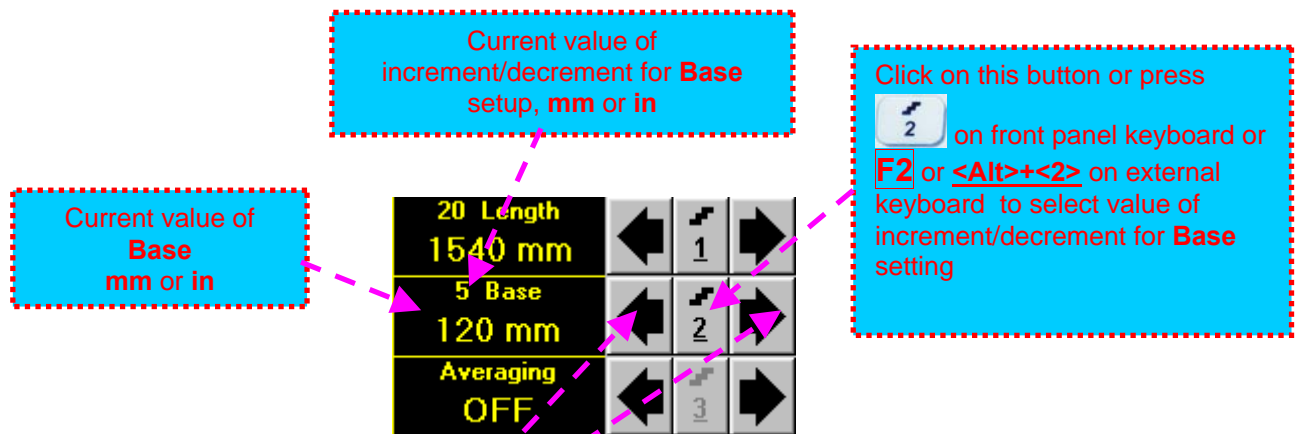 Current value of
increment/decrement for Base
setup, mm or in
Click on this button or press
2 on front panel keyboard or
F2 or <Alt>+<2> on external
keyboard to select value of
increment/decrement for Base
setting
Current value of
Base
mm or in
20 Length
1540 mm
1
5 Base
120 mm
2
Averaging
OFF
3